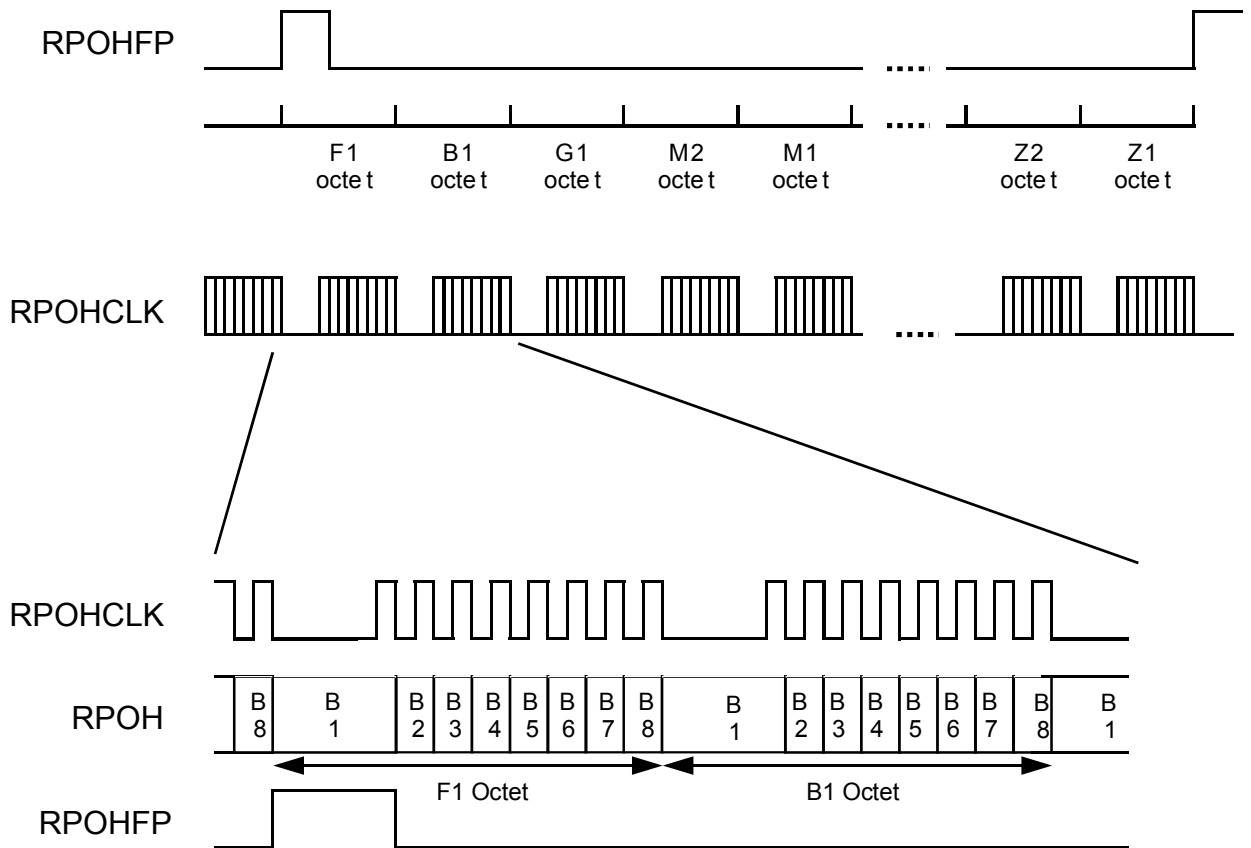 RPOHFP
F1 B1 G1 M2 M1 Z2 Z1
octet octet octet octet octet octet octet
RPOHCLK
RPOHCLK
RPOH
B B B B B B B B B B B B B B B B B B
8 1 2 3 4 5 6 7 8 1 2 3 4 5 6 7 8 1
F1 Octet B1 Octet
RPOHFP